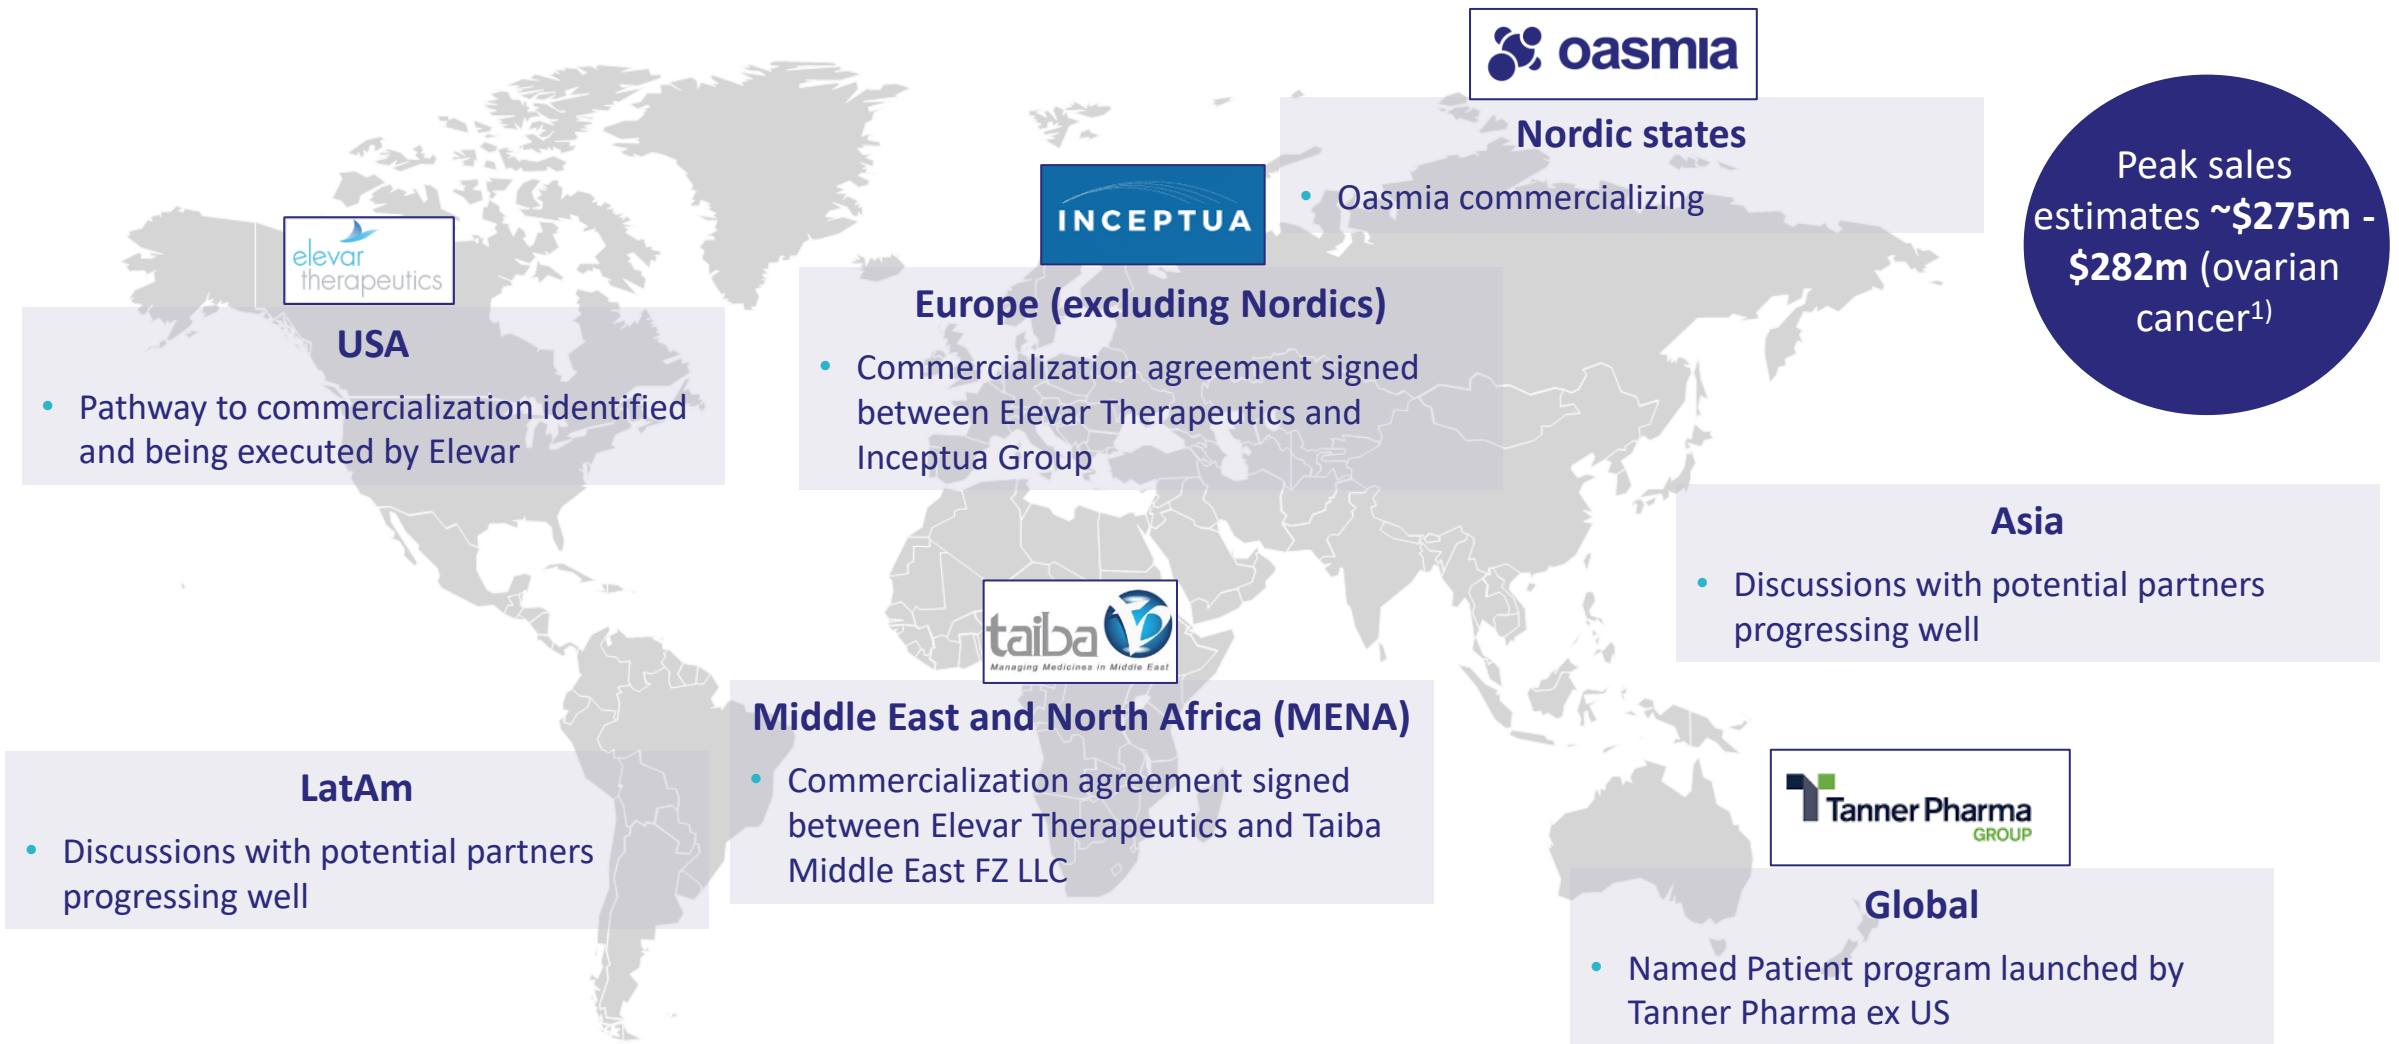 oasmia
Nordic states
• Oasmia commercializing
Peak sales
estimates ~$275m -
$282m (ovarian
cancer1)
INCEPTUA
Europe (excluding Nordics)
• Commercialization agreement signed
between Elevar Therapeutics and
Inceptua Group
elevar
therapeutics
USA
• Pathway to commercialization identified
and being executed by Elevar
Asia
• Discussions with potential partners
progressing well
taiba
Managing Medicines in Middle East
Middle East and North Africa (MENA)
• Commercialization agreement signed
between Elevar Therapeutics and Taiba
Middle East FZ LLC
LatAm
• Discussions with potential partners
progressing well
Tanner Pharma
GROUP
Global
• Named Patient program launched by
Tanner Pharma ex US